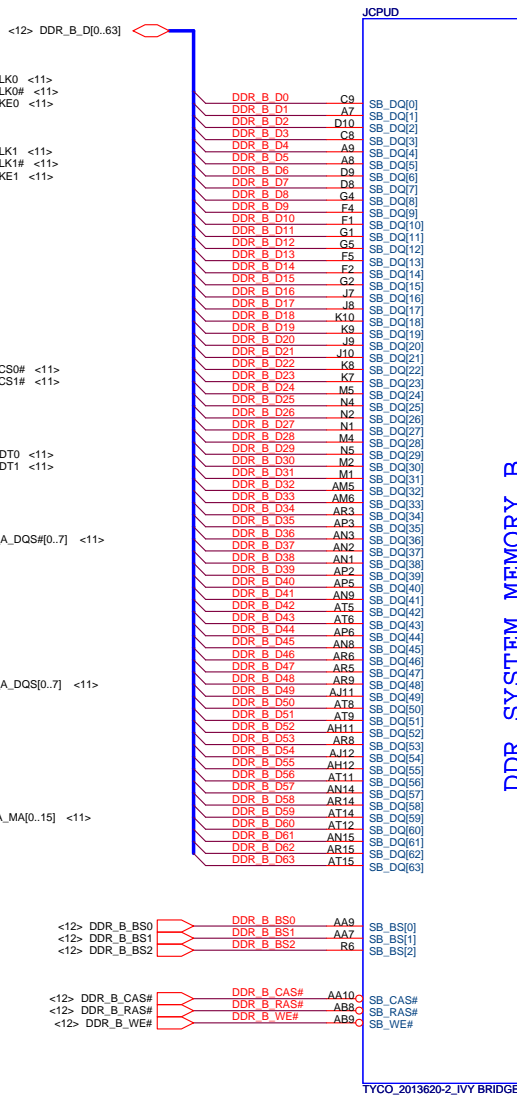 JCPUD
<12> DDR_B_D[0..63]
LK0 <11>
LK0# <11>
KE0 <11>
LK1 <11>
LK1# <11>
KE1 <11>
CS0# <11>
CS1# <11>
DT0 <11>
DT1 <11>
A_DQS#[0..7] <11>
A_DQS[0..7] <11>
A_MA[0..15] <11>
DDR_B_D0 C9 SB_DQ[0]
DDR_B_D1 A7 SB_DQ[1]
DDR_B_D2 D10 SB_DQ[2]
DDR_B_D3 C8 SB_DQ[3]
DDR_B_D4 A9 SB_DQ[4]
DDR_B_D5 A8 SB_DQ[5]
DDR_B_D6 D9 SB_DQ[6]
DDR_B_D7 D8 SB_DQ[7]
DDR_B_D8 G4 SB_DQ[8]
DDR_B_D9 F4 SB_DQ[9]
DDR_B_D10 F1 SB_DQ[10]
DDR_B_D11 G1 SB_DQ[11]
DDR_B_D12 G5 SB_DQ[12]
DDR_B_D13 F5 SB_DQ[13]
DDR_B_D14 F2 SB_DQ[14]
DDR_B_D15 G2 SB_DQ[15]
DDR_B_D16 J7 SB_DQ[16]
DDR_B_D17 J8 SB_DQ[17]
DDR_B_D18 K10 SB_DQ[18]
DDR_B_D19 K9 SB_DQ[19]
DDR_B_D20 J9 SB_DQ[20]
DDR_B_D21 J10 SB_DQ[21]
DDR_B_D22 K8 SB_DQ[22]
DDR_B_D23 K7 SB_DQ[23]
DDR_B_D24 M5 SB_DQ[24]
DDR_B_D25 N4 SB_DQ[25]
DDR_B_D26 N2 SB_DQ[26]
DDR_B_D27 N1 SB_DQ[27]
DDR_B_D28 M4 SB_DQ[28]
DDR_B_D29 N5 SB_DQ[29]
DDR_B_D30 M2 SB_DQ[30]
DDR_B_D31 M1 SB_DQ[31]
DDR_B_D32 AM5 SB_DQ[32]
DDR_B_D33 AM6 SB_DQ[33]
DDR_B_D34 AR3 SB_DQ[34]
DDR_B_D35 AP3 SB_DQ[35]
DDR_B_D36 AN3 SB_DQ[36]
DDR_B_D37 AN2 SB_DQ[37]
DDR_B_D38 AN1 SB_DQ[38]
DDR_B_D39 AP2 SB_DQ[39]
DDR_B_D40 AP5 SB_DQ[40]
DDR_B_D41 AN9 SB_DQ[41]
DDR_B_D42 AT5 SB_DQ[42]
DDR_B_D43 AT6 SB_DQ[43]
DDR_B_D44 AP6 SB_DQ[44]
DDR_B_D45 AN8 SB_DQ[45]
DDR_B_D46 AR6 SB_DQ[46]
DDR_B_D47 AR5 SB_DQ[47]
DDR_B_D48 AR9 SB_DQ[48]
DDR_B_D49 AJ11 SB_DQ[49]
DDR_B_D50 AT8 SB_DQ[50]
DDR_B_D51 AT9 SB_DQ[51]
DDR_B_D52 AH11 SB_DQ[52]
DDR_B_D53 AR8 SB_DQ[53]
DDR_B_D54 AJ12 SB_DQ[54]
DDR_B_D55 AH12 SB_DQ[55]
DDR_B_D56 AT11 SB_DQ[56]
DDR_B_D57 AN14 SB_DQ[57]
DDR_B_D58 AR14 SB_DQ[58]
DDR_B_D59 AT14 SB_DQ[59]
DDR_B_D60 AT12 SB_DQ[60]
DDR_B_D61 AN15 SB_DQ[61]
DDR_B_D62 AR15 SB_DQ[62]
DDR_B_D63 AT15 SB_DQ[63]
DDR SYSTEM MEMORY B
<12> DDR_B_BS0 DDR_B_BS0 AA9 SB_BS[0]
<12> DDR_B_BS1 DDR_B_BS1 AA7 SB_BS[1]
<12> DDR_B_BS2 DDR_B_BS2 R6 SB_BS[2]
<12> DDR_B_CAS# DDR_B_CAS# AA10 SB_CAS#
<12> DDR_B_RAS# DDR_B_RAS# AB8 SB_RAS#
<12> DDR_B_WE# DDR_B_WE# AB9 SB_WE#
TYCO_2013620-2_IVY BRIDGE